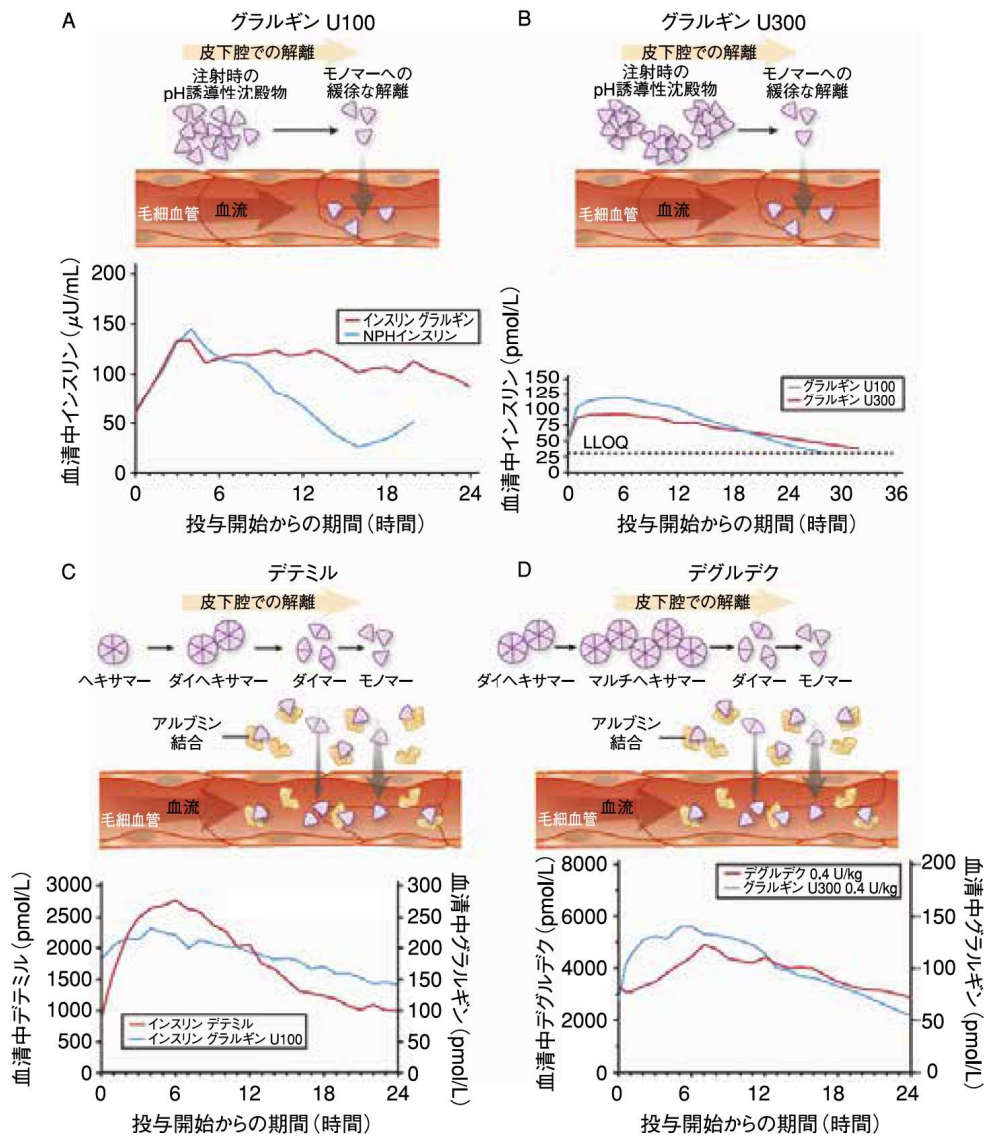 A
グラルギン U100
皮下腔での解離
注射時の
pH誘導性沈殿物
モノマーへの
緩徐な解離
毛細血管
血流
血清中インスリン (μU/mL)
200
150
100
50
0
インスリン グラルギン
NPHインスリン
0 6 12 18 24
投与開始からの期間（時間）
B
グラルギン U300
皮下腔での解離
注射時の
pH誘導性沈殿物
モノマーへの
緩徐な解離
毛細血管
血流
血清中インスリン (pmol/L)
150
125
100
75
50
25
0
グラルギン U100
グラルギン U300
LLOQ
0 6 12 18 24 30 36
投与開始からの期間（時間）
C
デテミル
皮下腔での解離
ヘキサマー
ダイヘキサマー
ダイマー
モノマー
アルブミン
結合
毛細血管
血流
血清中デテミル (pmol/L)
3000
2500
2000
1500
1000
500
0
インスリン デテミル
インスリン グラルギン U100
300
250
200
150
100
50
0
血清中グラルギン (pmol/L)
0 6 12 18 24
投与開始からの期間（時間）
D
デグルデク
皮下腔での解離
ダイヘキサマー
マルチヘキサマー
ダイマー
モノマー
アルブミン
結合
毛細血管
血流
血清中デグルデク (pmol/L)
8000
6000
4000
2000
0
デグルデク 0.4 U/kg
グラルギン U300 0.4 U/kg
200
150
100
50
0
血清中グラルギン (pmol/L)
0 6 12 18 24
投与開始からの期間（時間）